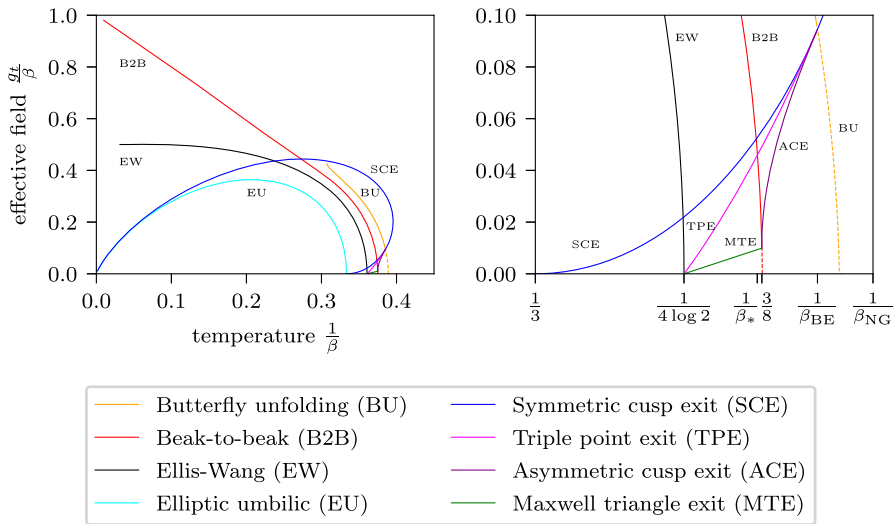 1.0
0.8
0.6
0.4
0.2
0.0
effective field g_t/β
B2B
EW
EU
SCE
BU
0.0 0.1 0.2 0.3 0.4
temperature 1/β
0.10
0.08
0.06
0.04
0.02
0.00
EW
B2B
BU
ACE
TPE
MTE
SCE
1/3 1/(4 log 2) 1/β_* 3/8 1/β_BE 1/β_NG
Butterfly unfolding (BU)
Beak-to-beak (B2B)
Ellis-Wang (EW)
Elliptic umbilic (EU)
Symmetric cusp exit (SCE)
Triple point exit (TPE)
Asymmetric cusp exit (ACE)
Maxwell triangle exit (MTE)